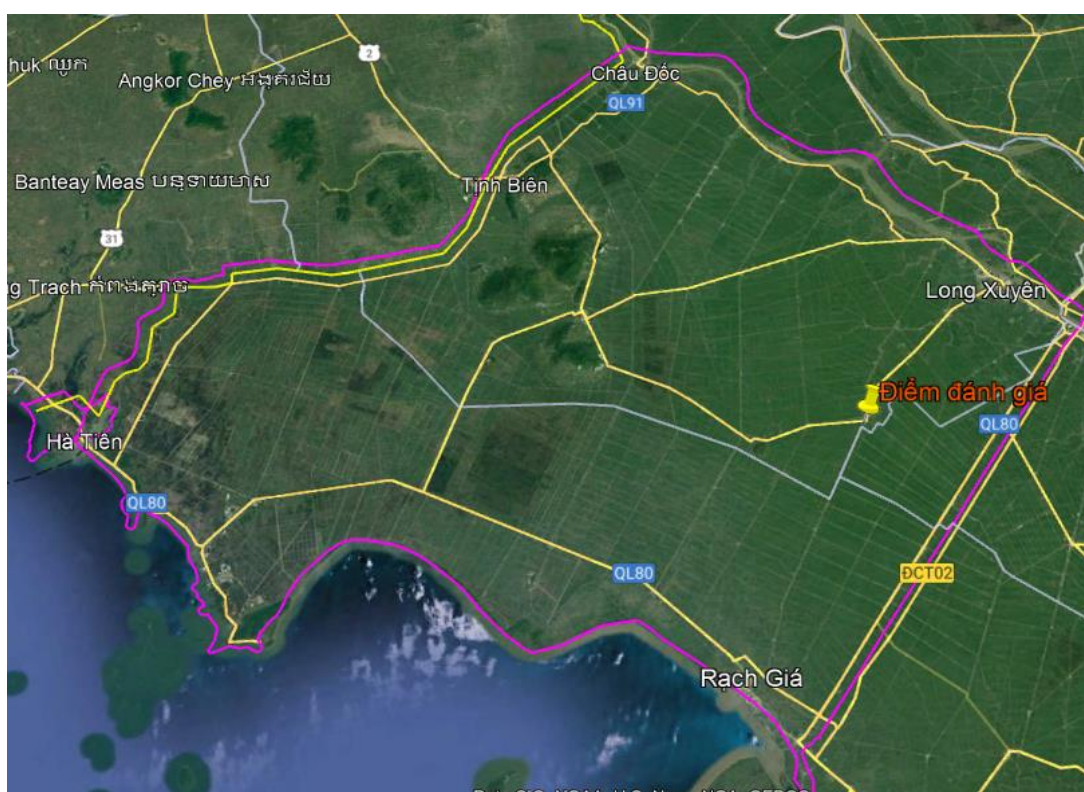 2
huk ឈូក
Angkor Chey អង្គរជ័យ
Châu Đốc
QL91
Banteay Meas បន្ទាយមាស
Tịnh Biên
31
g Trach កំពង់ត្រាច
Long Xuyên
Điểm đánh giá
QL80
Hà Tiên
QL80
QL80
ĐCT02
Rạch Giá